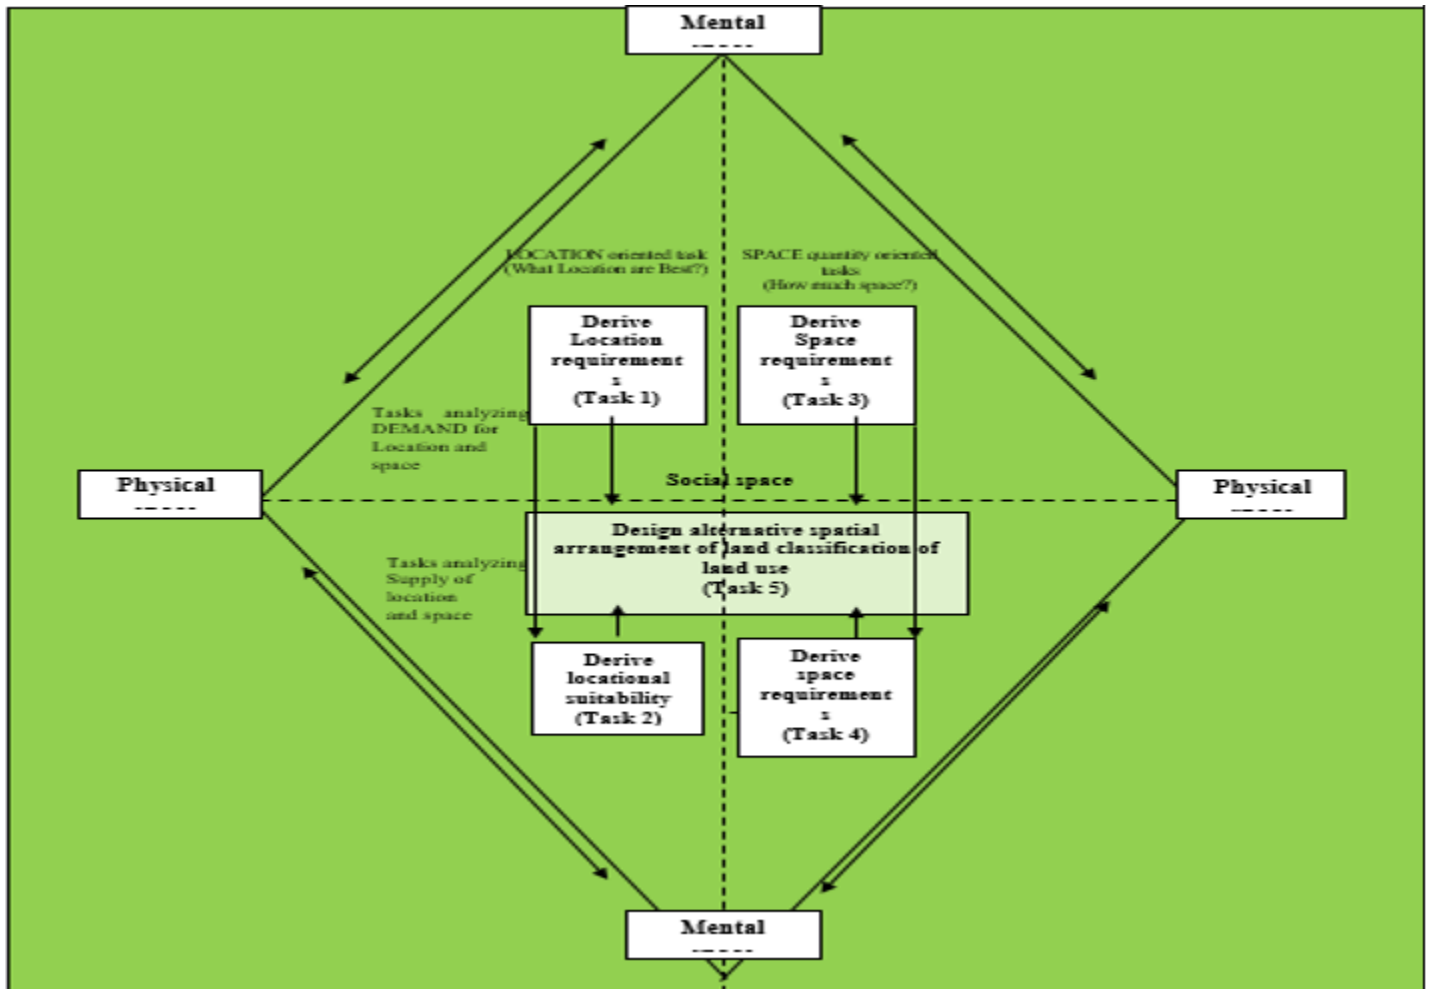 Mental
LOCATION oriented task
(What Location are Best?)
SPACE quantity oriented
tasks
(How much space?)
Derive
Location
requirement
s
(Task 1)
Derive
Space
requirement
s
(Task 3)
Tasks analyzing
DEMAND for
Location and
space
Physical
Social space
Physical
Design alternative spatial
arrangement of land classification of
land use
(Task 5)
Tasks analyzing
Supply of
location
and space
Derive
locational
suitability
(Task 2)
Derive
space
requirement
s
(Task 4)
Mental